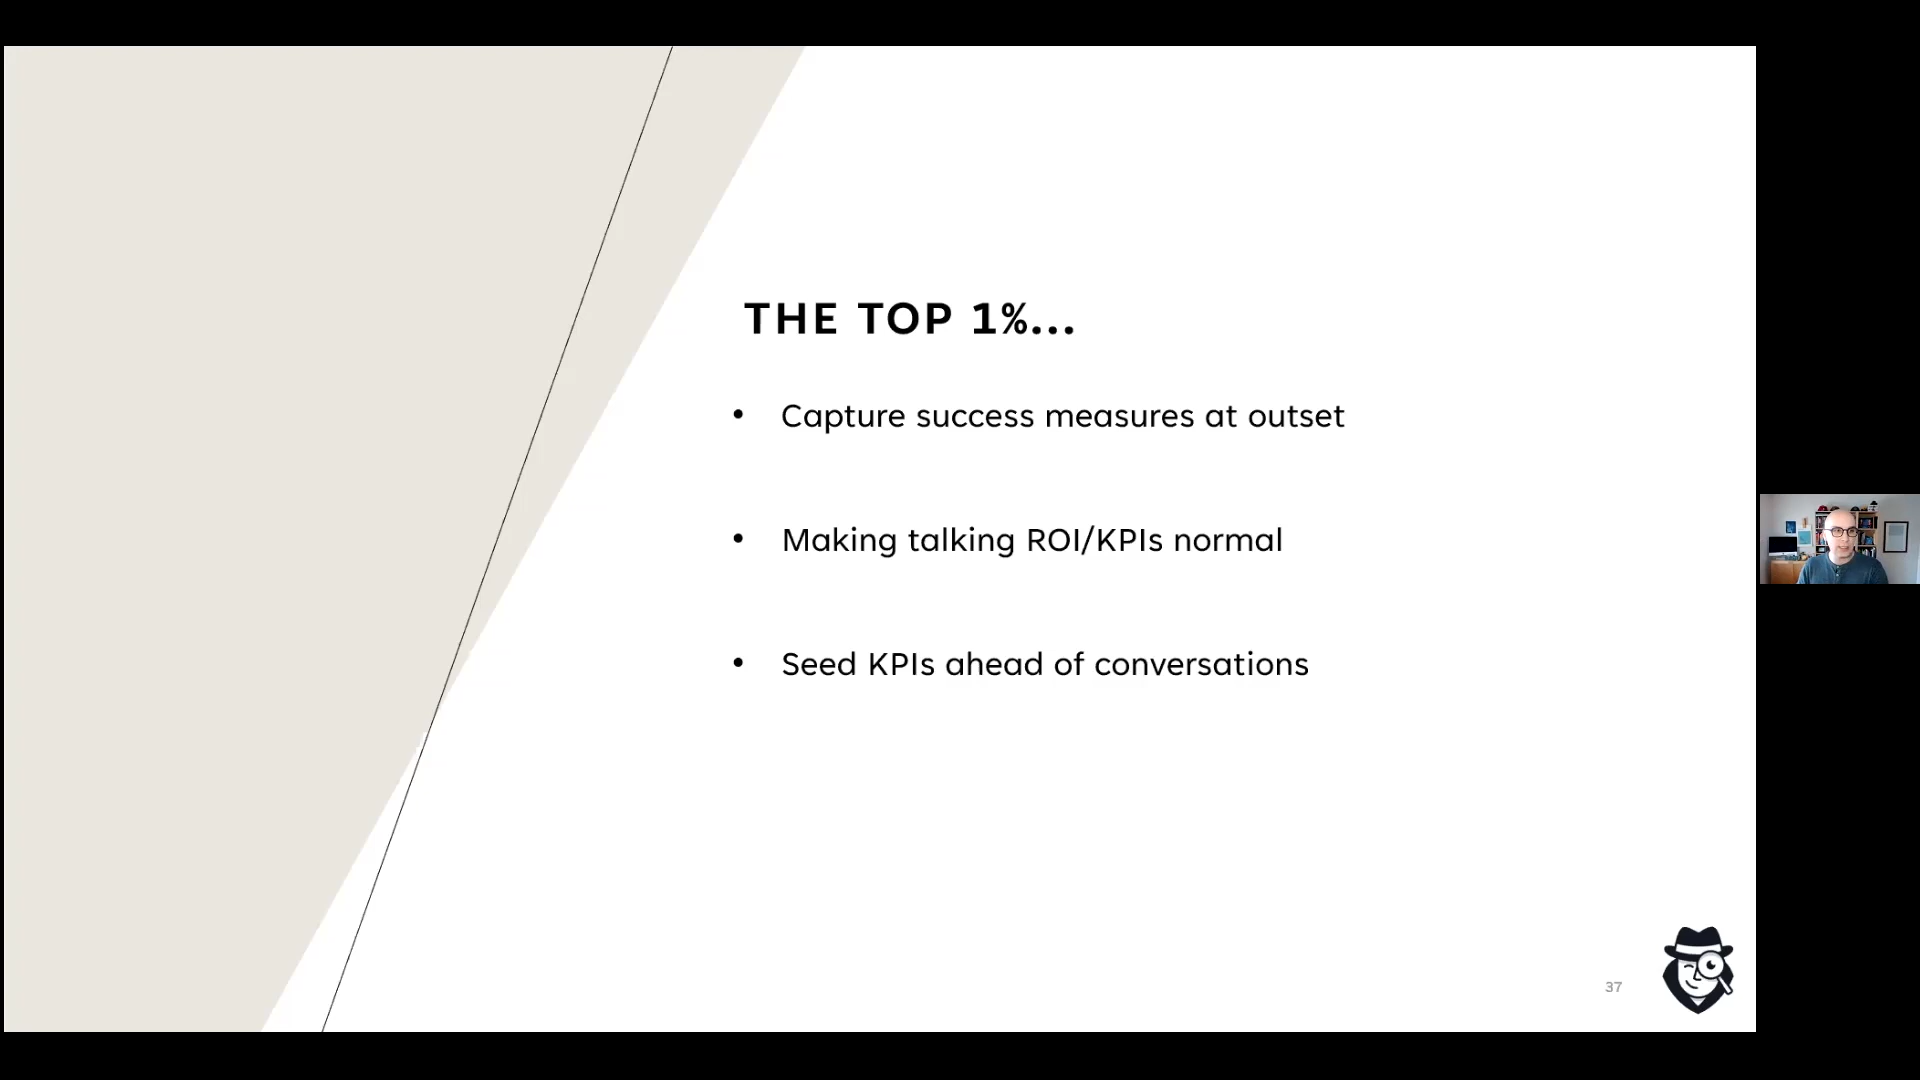 THE TOP 1%...
• Capture success measures at outset
• Making talking ROI/KPIs normal
• Seed KPIs ahead of conversations
37